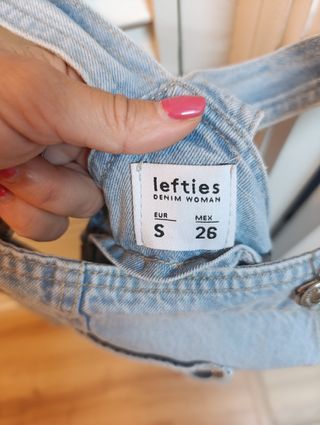 lefties
DENIM WOMAN
EUR MEX
S 26